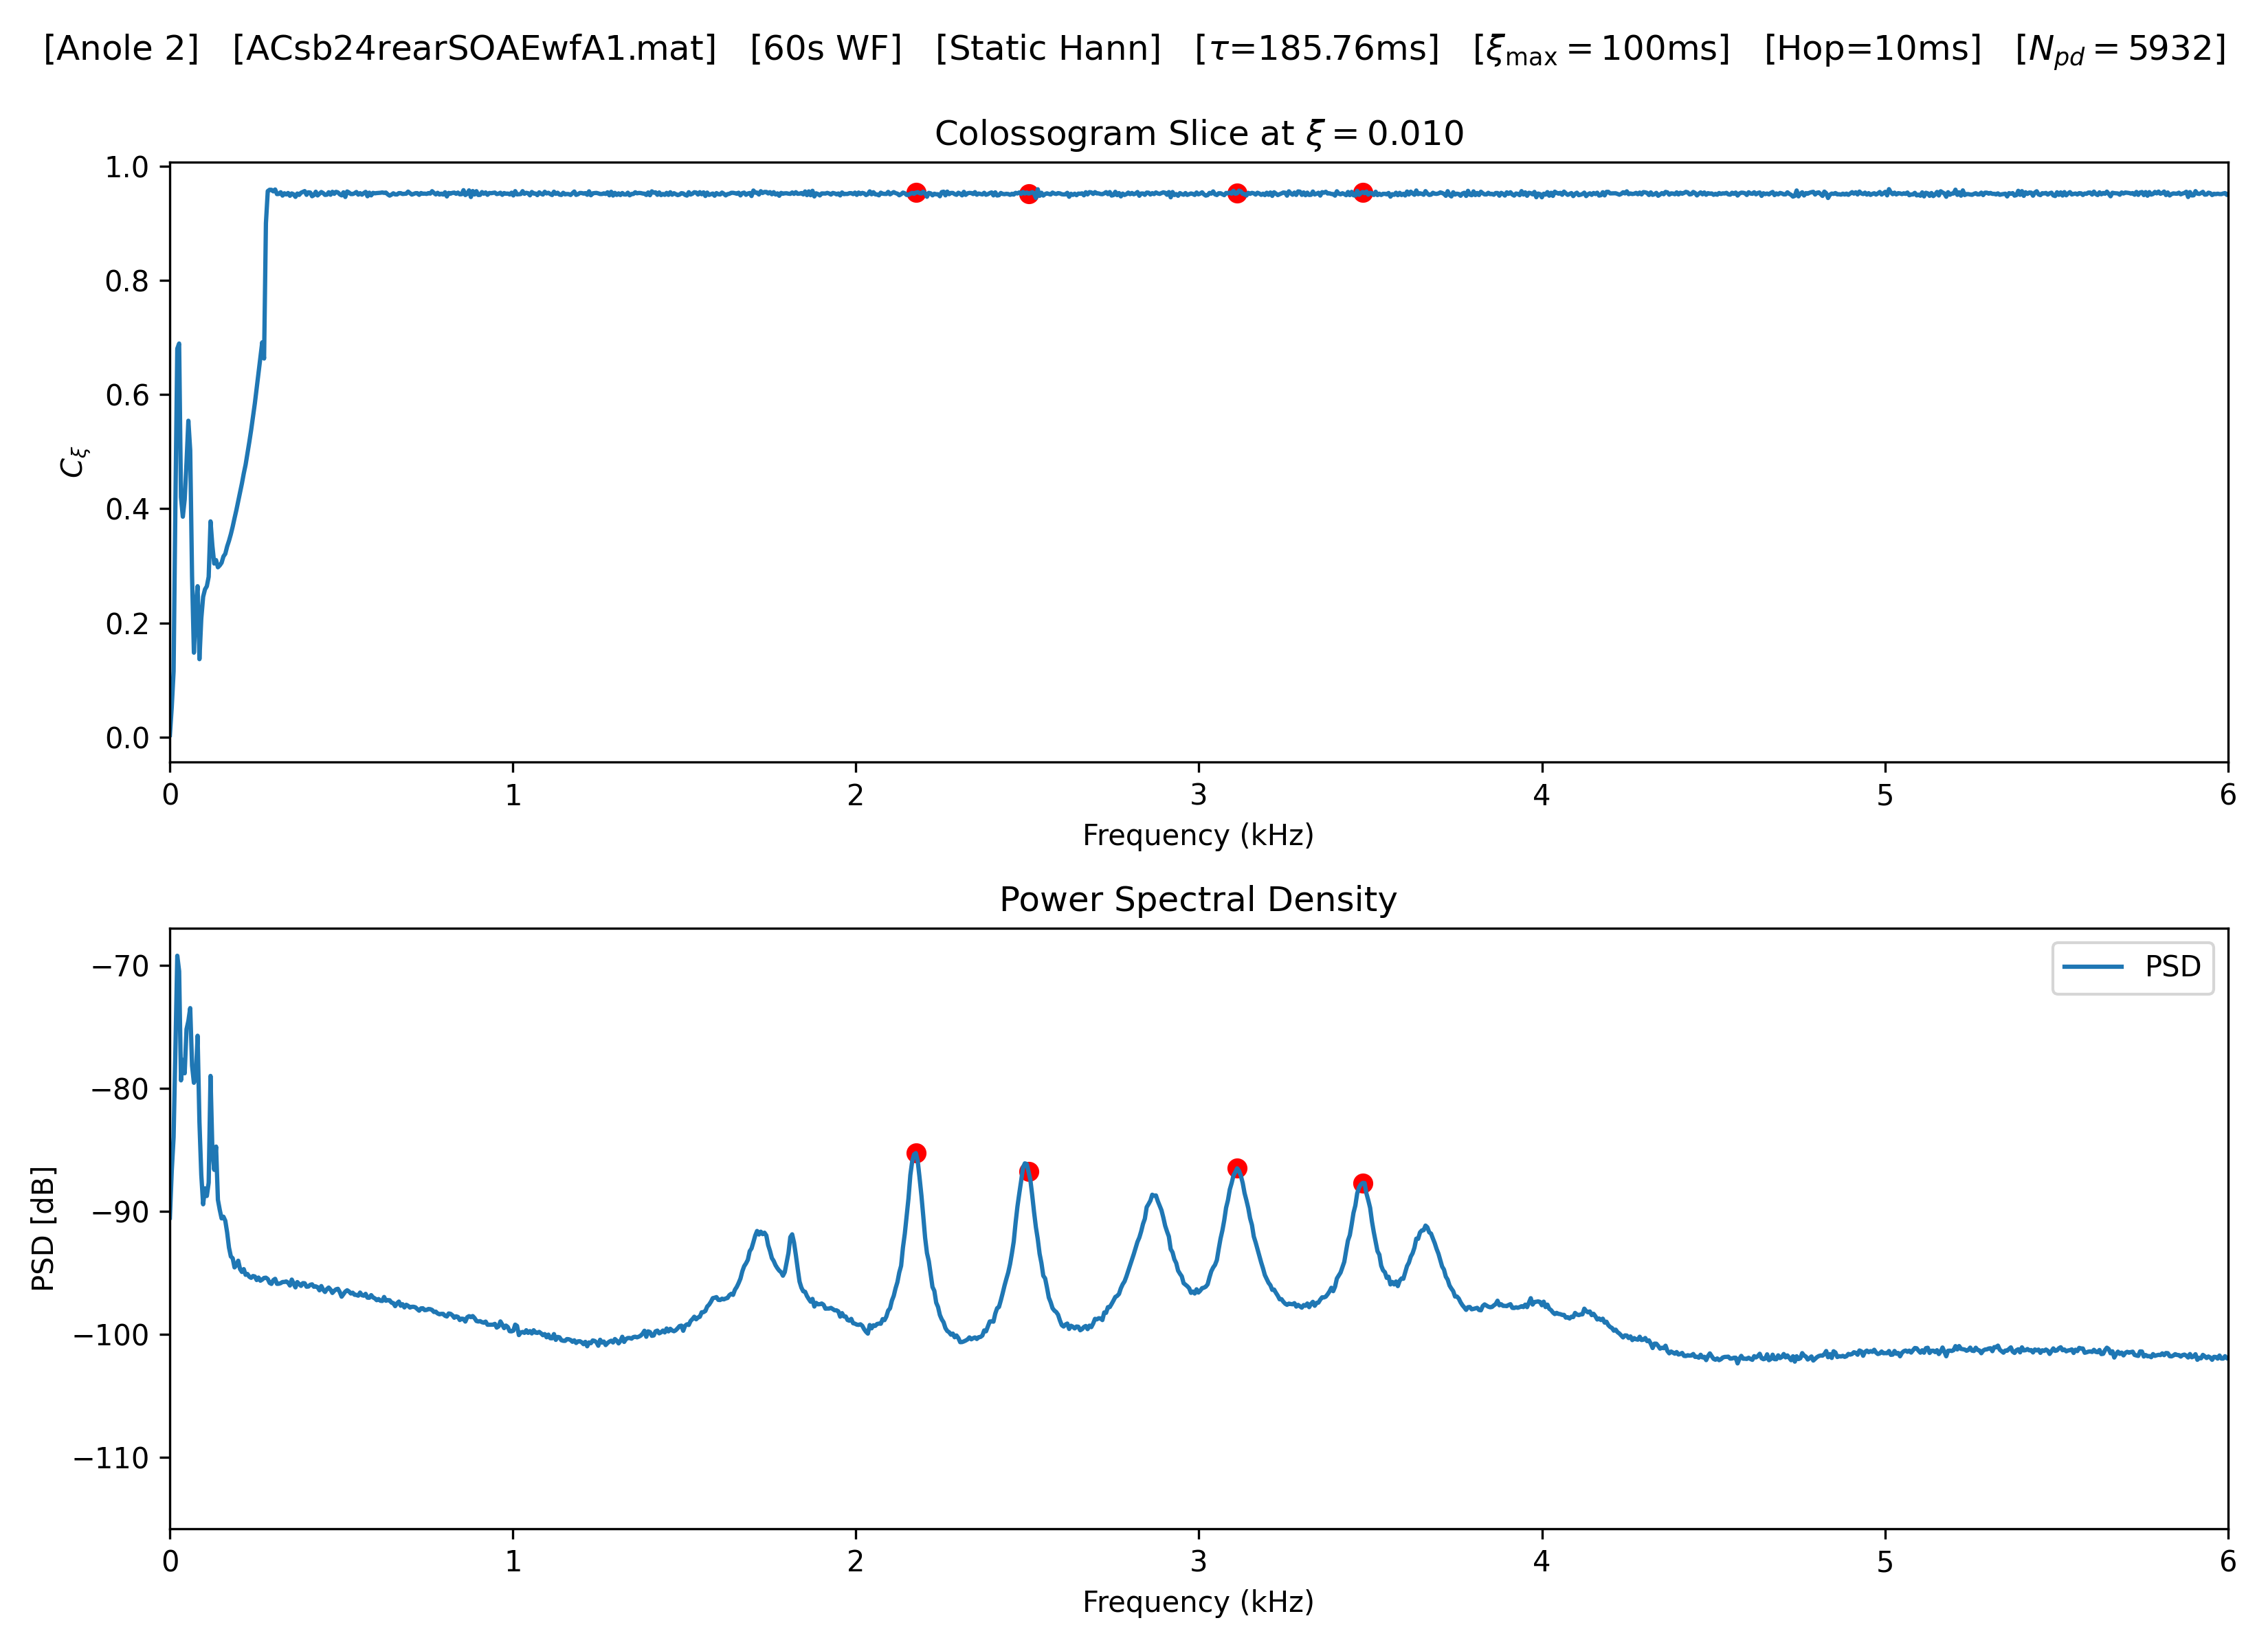 [Anole 2] [ACsb24rearSOAEwfA1.mat] [60s WF] [Static Hann] [τ=185.76ms] [ξmax = 100ms] [Hop=10ms] [Npd = 5932]
Colossogram Slice at ξ = 0.010
1.0
0.8
0.6
0.4
0.2
0.0
Cξ
0 1 2 3 4 5 6
Frequency (kHz)
Power Spectral Density
−70
−80
−90
−100
−110
PSD [dB]
PSD
0 1 2 3 4 5 6
Frequency (kHz)